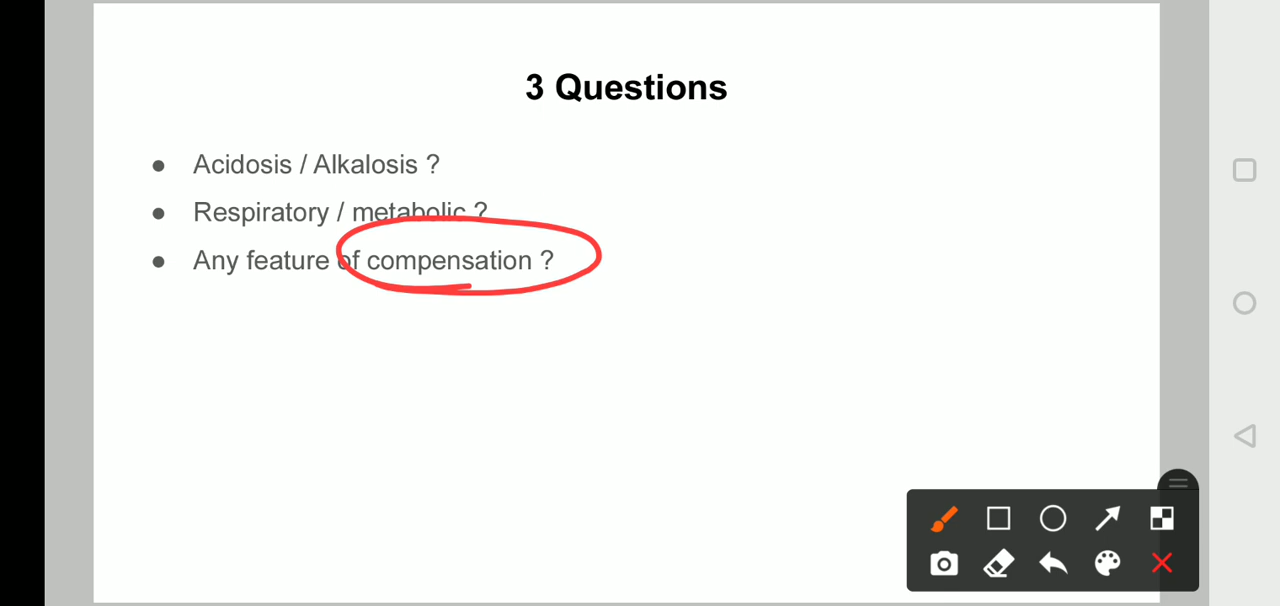 3 Questions
● Acidosis / Alkalosis ?
● Respiratory / metabolic ?
● Any feature of compensation ?